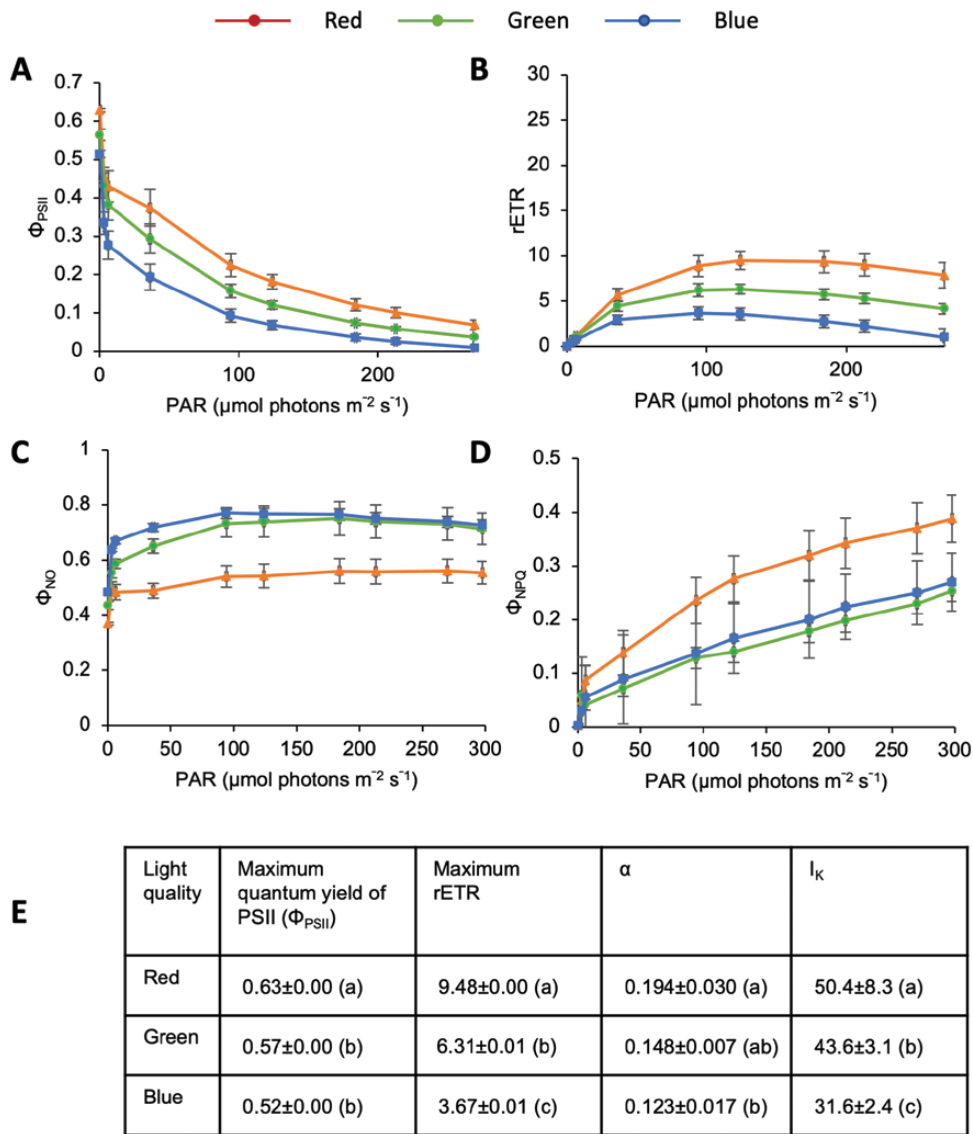 Red Green Blue
A
0.7
0.6
0.5
0.4
0.3
0.2
0.1
0
Φ_PSII
0 100 200
PAR (µmol photons m⁻² s⁻¹)
B
30
25
20
15
10
5
0
rETR
0 100 200
PAR (µmol photons m⁻² s⁻¹)
C
1
0.8
0.6
0.4
0.2
0
Φ_NO
0 50 100 150 200 250 300
PAR (µmol photons m⁻² s⁻¹)
D
0.5
0.4
0.3
0.2
0.1
0
Φ_NPQ
0 50 100 150 200 250 300
PAR (µmol photons m⁻² s⁻¹)
E
Light
quality
Maximum
quantum yield of
PSII (Φ_PSII)
Maximum
rETR
α
I_K
Red
0.63±0.00 (a)
9.48±0.00 (a)
0.194±0.030 (a)
50.4±8.3 (a)
Green
0.57±0.00 (b)
6.31±0.01 (b)
0.148±0.007 (ab)
43.6±3.1 (b)
Blue
0.52±0.00 (b)
3.67±0.01 (c)
0.123±0.017 (b)
31.6±2.4 (c)